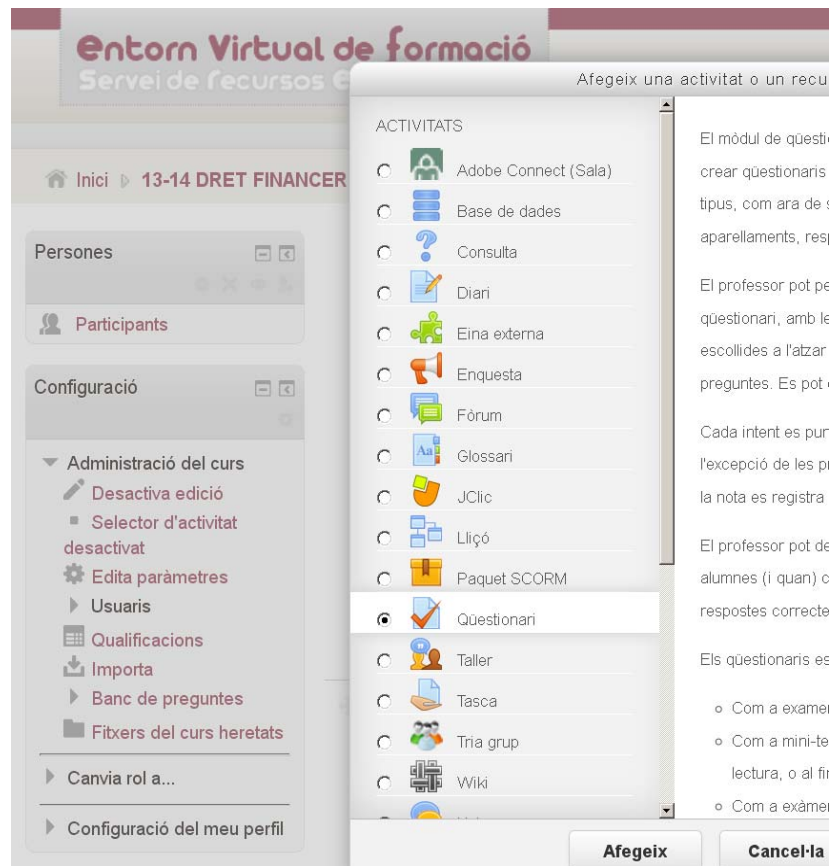 entorn Virtual de formació
Servei de recursos
Inici
13-14 DRET FINANCER
Persones
Participants
Configuració
Administració del curs
Desactiva edició
Selector d'activitat
desactivat
Edita paràmetres
Usuaris
Qualificacions
Importa
Banc de preguntes
Fitxers del curs heretats
Canvia rol a...
Configuració del meu perfil
Afegeix una activitat o un recu
ACTIVITATS
Adobe Connect (Sala)
Base de dades
Consulta
Diari
Eina externa
Enquesta
Fòrum
Glossari
JClic
Lliçó
Paquet SCORM
Qüestionari
Taller
Tasca
Tria grup
Wiki
El mòdul de qüesti
crear qüestionaris
tipus, com ara de s
aparellaments, resp
El professor pot pe
qüestionari, amb le
escollides a l'atzar
preguntes. Es pot
Cada intent es pun
l'excepció de les pr
la nota es registra
El professor pot de
alumnes (i quan) c
respostes correcte
Els qüestionaris es
Com a examen
Com a mini-te
lectura, o al fin
Com a exàmen
Afegeix
Cancel·la